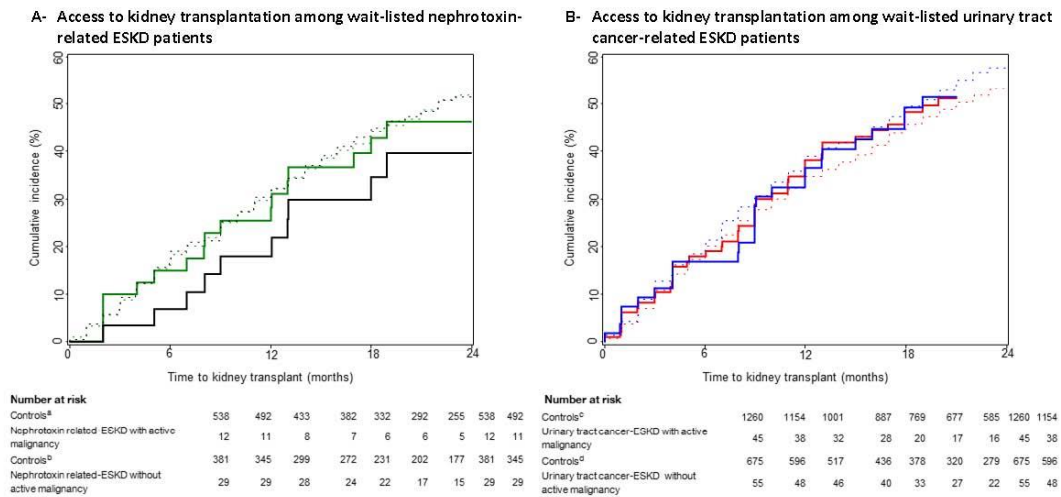 A- Access to kidney transplantation among wait-listed nephrotoxin-
related ESKD patients
Cumulative incidence (%)
60
50
40
30
20
10
0
0 6 12 18 24
Time to kidney transplant (months)
Number at risk
Controlsᵃ 538 492 433 382 332 292 255 538 492
Nephrotoxin related-ESKD with active
malignancy 12 11 8 7 6 6 5 12 11
Controlsᵇ 381 345 299 272 231 202 177 381 345
Nephrotoxin related-ESKD without
active malignancy 29 29 28 24 22 17 15 29 29
B- Access to kidney transplantation among wait-listed urinary tract
cancer-related ESKD patients
Cumulative incidence (%)
60
50
40
30
20
10
0
0 6 12 18 24
Time to kidney transplant (months)
Number at risk
Controlsᶜ 1260 1154 1001 887 769 677 585 1260 1154
Urinary tract cancer-ESKD with active
malignancy 45 38 32 28 20 17 16 45 38
Controlsᵈ 675 596 517 436 378 320 279 675 596
Urinary tract cancer-ESKD without
active malignancy 55 48 46 40 33 27 22 55 48